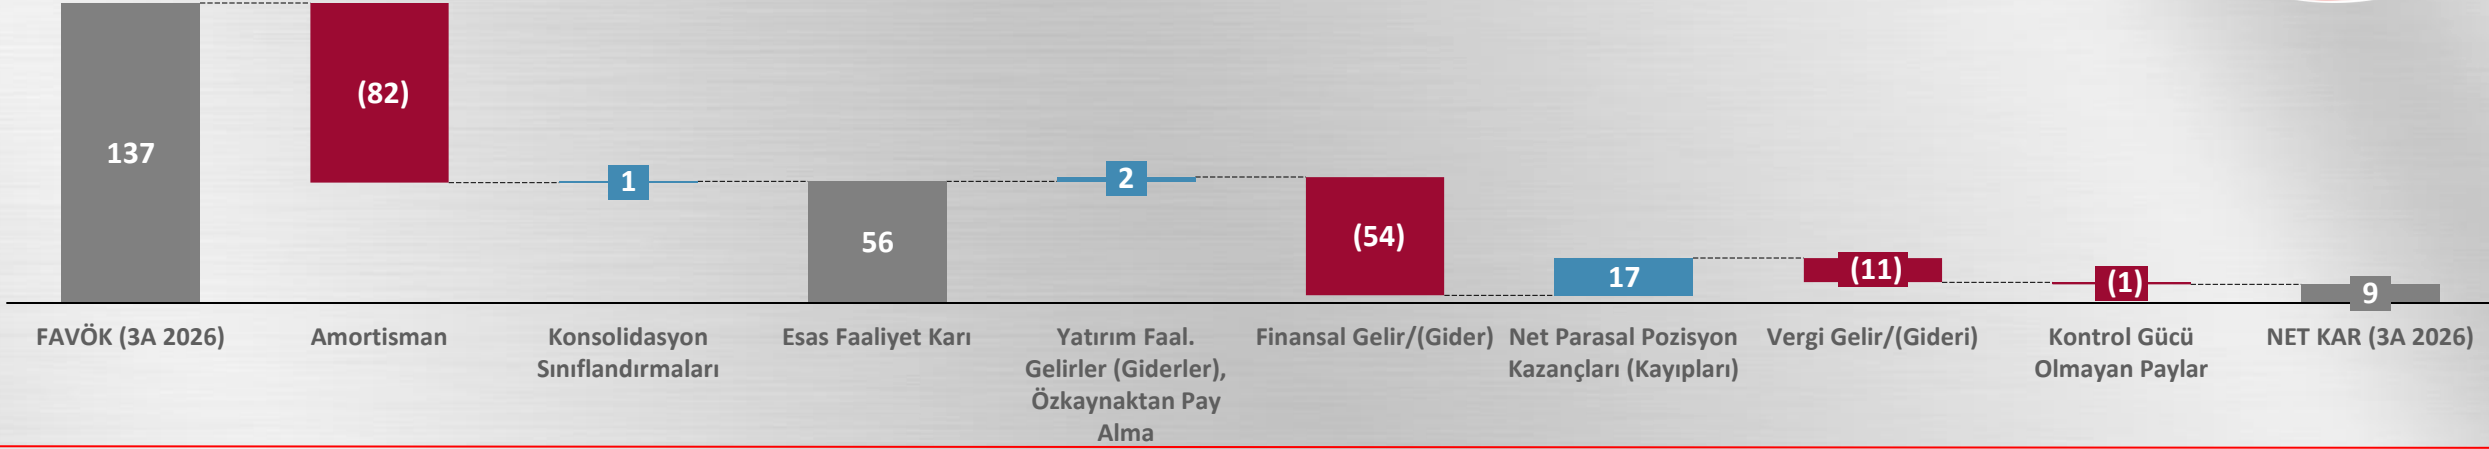 137
(82)
1
56
2
(54)
17
(11)
(1)
9
FAVÖK (3A 2026)
Amortisman
Konsolidasyon
Sınıflandırmaları
Esas Faaliyet Karı
Yatırım Faal.
Gelirler (Giderler),
Özkaynaktan Pay
Alma
Finansal Gelir/(Gider)
Net Parasal Pozisyon
Kazançları (Kayıpları)
Vergi Gelir/(Gideri)
Kontrol Gücü
Olmayan Paylar
NET KAR (3A 2026)